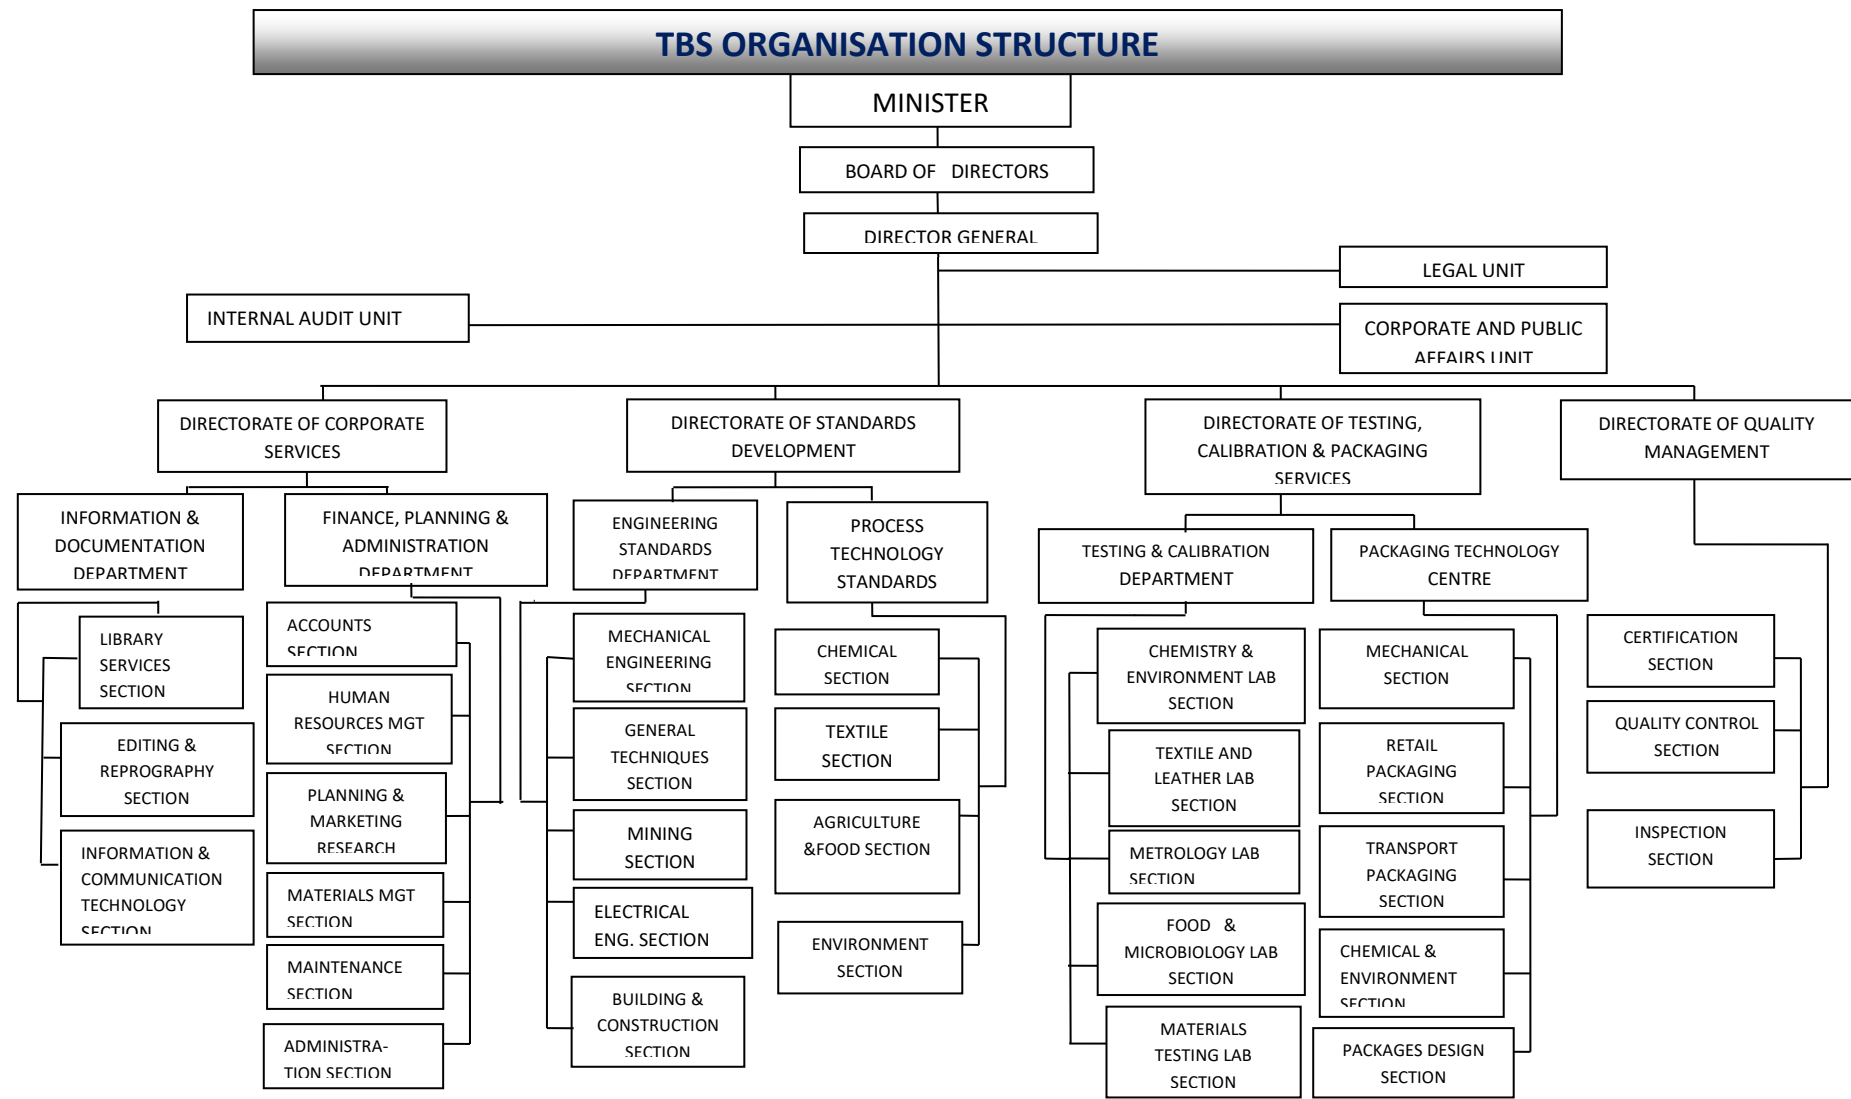 TBS ORGANISATION STRUCTURE
MINISTER
BOARD OF DIRECTORS
DIRECTOR GENERAL
LEGAL UNIT
INTERNAL AUDIT UNIT
CORPORATE AND PUBLIC
AFFAIRS UNIT
DIRECTORATE OF CORPORATE
SERVICES
DIRECTORATE OF STANDARDS
DEVELOPMENT
DIRECTORATE OF TESTING,
CALIBRATION & PACKAGING
SERVICES
DIRECTORATE OF QUALITY
MANAGEMENT
INFORMATION &
DOCUMENTATION
DEPARTMENT
FINANCE, PLANNING &
ADMINISTRATION
DEPARTMENT
ENGINEERING
STANDARDS
DEPARTMENT
PROCESS
TECHNOLOGY
STANDARDS
TESTING & CALIBRATION
DEPARTMENT
PACKAGING TECHNOLOGY
CENTRE
LIBRARY
SERVICES
SECTION
EDITING &
REPROGRAPHY
SECTION
INFORMATION &
COMMUNICATION
TECHNOLOGY
SECTION
ACCOUNTS
SECTION
HUMAN
RESOURCES MGT
SECTION
PLANNING &
MARKETING
RESEARCH
MATERIALS MGT
SECTION
MAINTENANCE
SECTION
ADMINISTRA-
TION SECTION
MECHANICAL
ENGINEERING
SECTION
GENERAL
TECHNIQUES
SECTION
MINING
SECTION
ELECTRICAL
ENG. SECTION
BUILDING &
CONSTRUCTION
SECTION
CHEMICAL
SECTION
TEXTILE
SECTION
AGRICULTURE
&FOOD SECTION
ENVIRONMENT
SECTION
CHEMISTRY &
ENVIRONMENT LAB
SECTION
TEXTILE AND
LEATHER LAB
SECTION
METROLOGY LAB
SECTION
FOOD &
MICROBIOLOGY LAB
SECTION
MATERIALS
TESTING LAB
SECTION
MECHANICAL
SECTION
RETAIL
PACKAGING
SECTION
TRANSPORT
PACKAGING
SECTION
CHEMICAL &
ENVIRONMENT
SECTION
PACKAGES DESIGN
SECTION
CERTIFICATION
SECTION
QUALITY CONTROL
SECTION
INSPECTION
SECTION